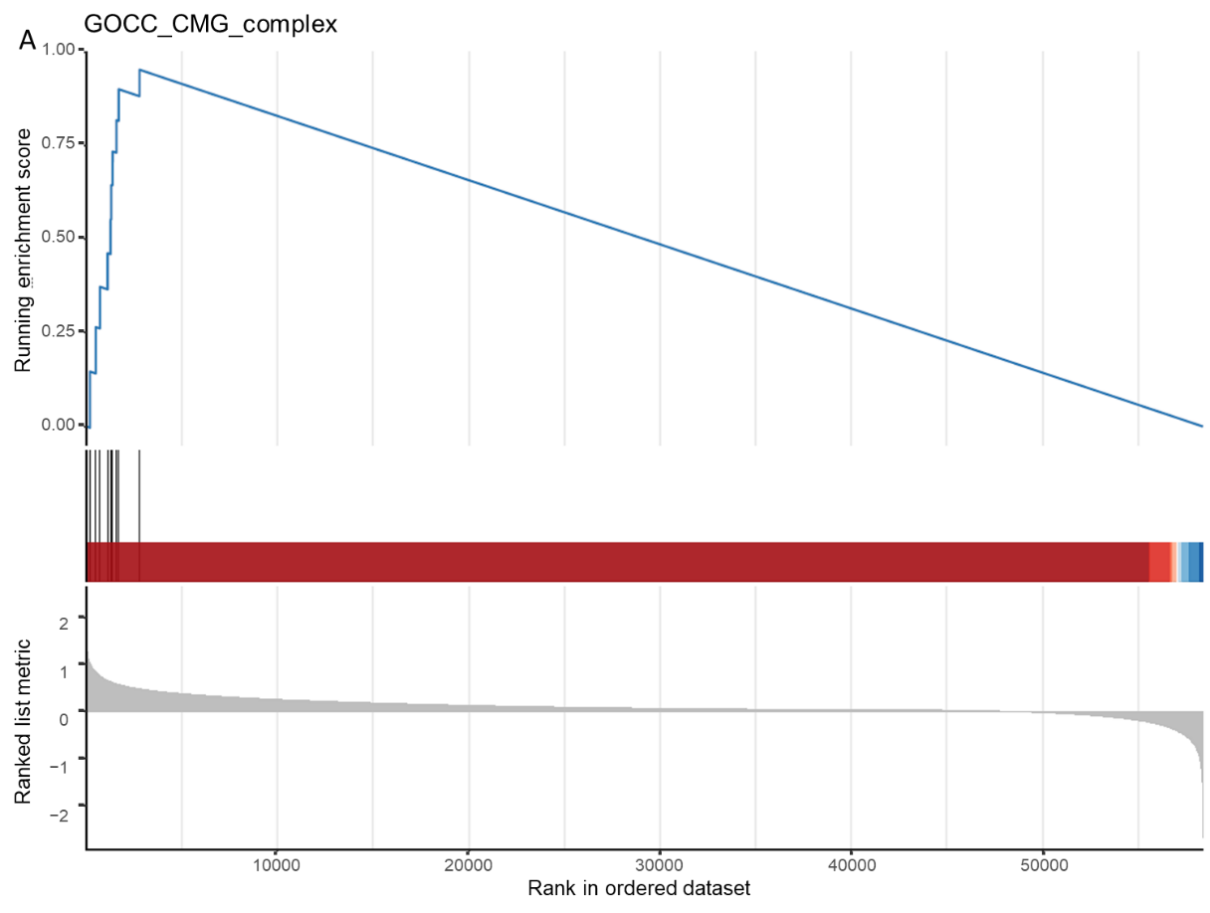 GOCC_CMG_complex
A
1.00
0.75
0.50
0.25
0.00
Running enrichment score
2
1
0
−1
−2
Ranked list metric
10000 20000 30000 40000 50000
Rank in ordered dataset